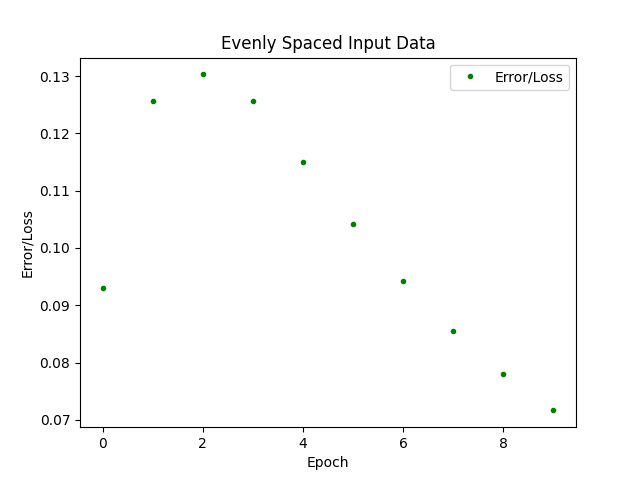 Evenly Spaced Input Data
Error/Loss
0.13
0.12
0.11
0.10
0.09
0.08
0.07
Error/Loss
0 2 4 6 8
Epoch